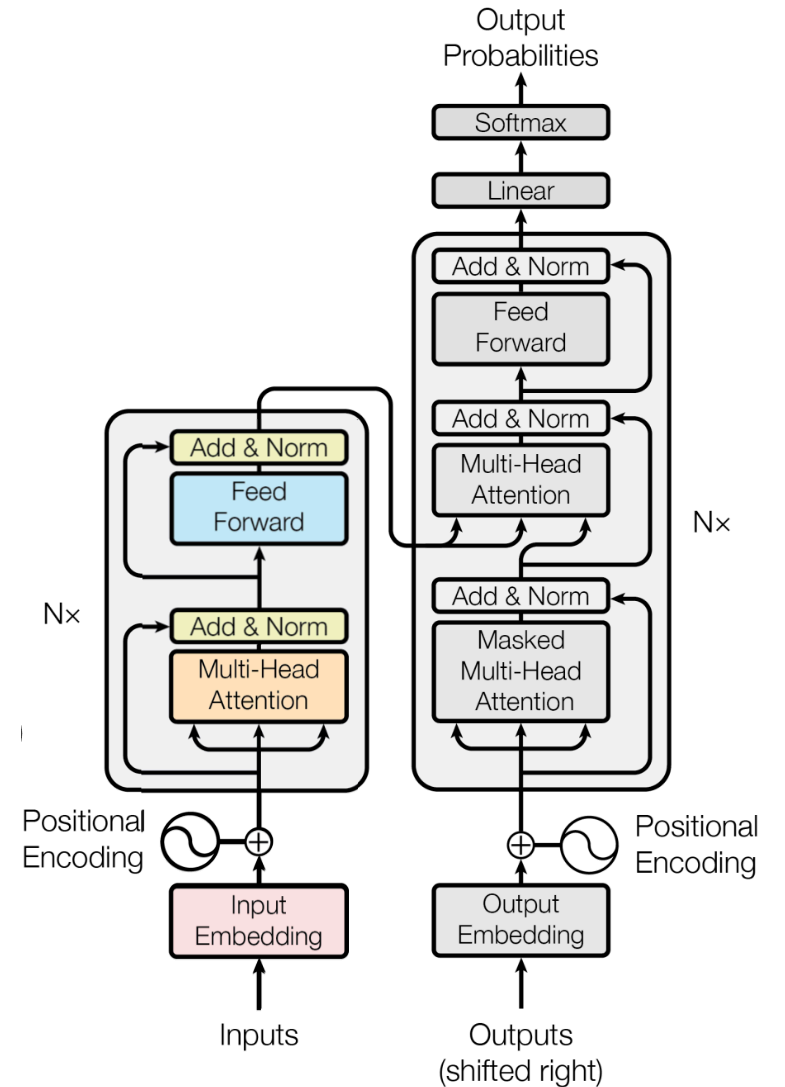 Output
Probabilities
Softmax
Linear
Add & Norm
Feed
Forward
Add & Norm
Multi-Head
Attention
Add & Norm
Masked
Multi-Head
Attention
N×
Add & Norm
Feed
Forward
Add & Norm
Multi-Head
Attention
N×
Positional
Encoding
Positional
Encoding
Input
Embedding
Output
Embedding
Inputs
Outputs
(shifted right)